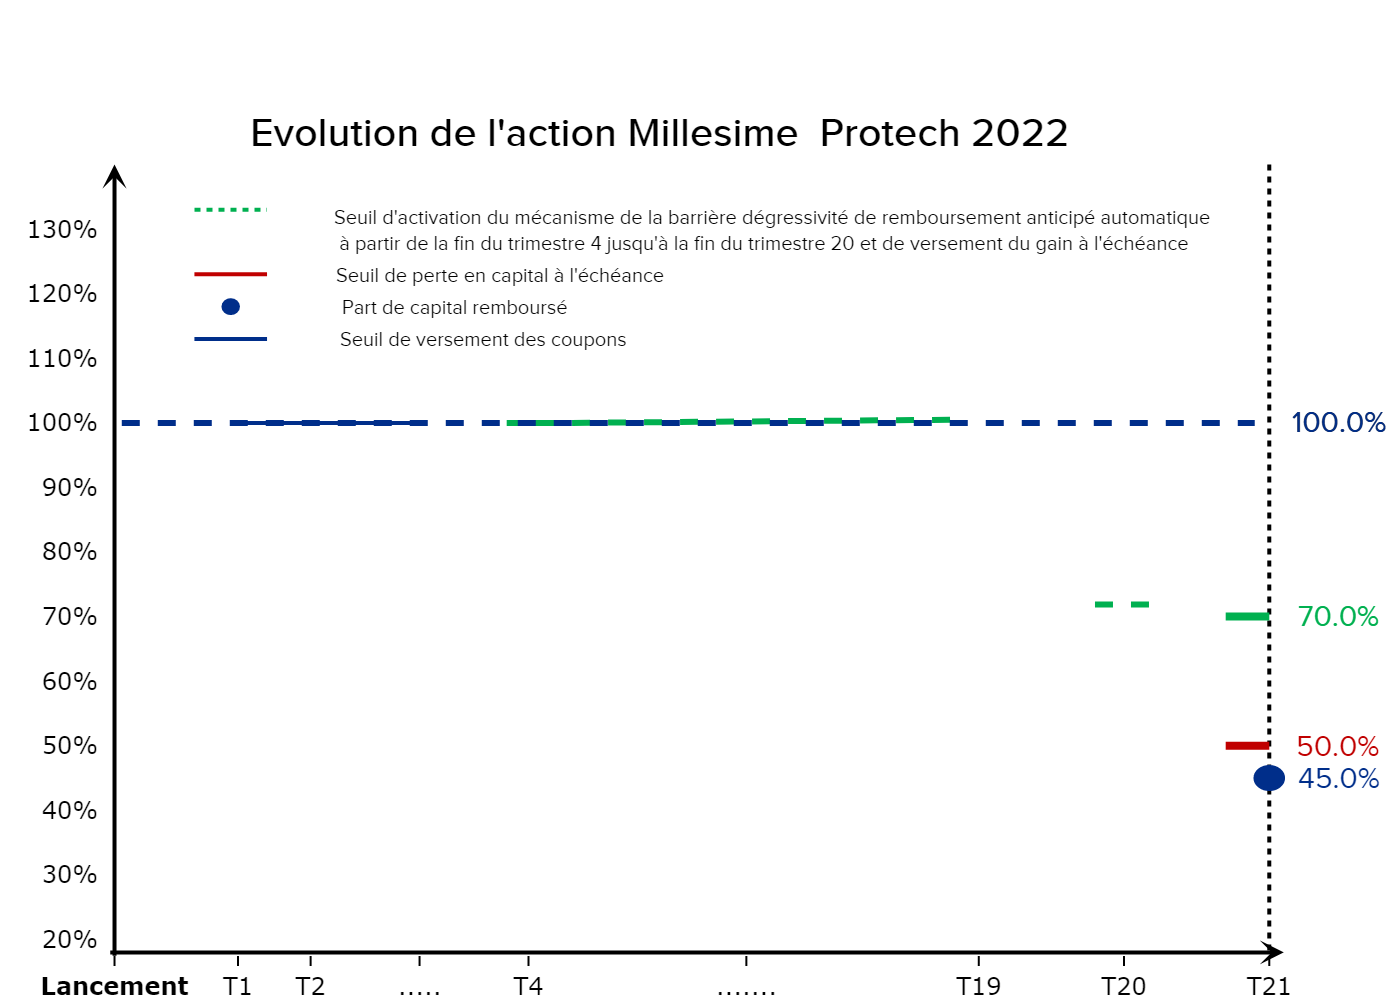 Evolution de l'action Millesime  Protech 2022
Seuil d'activation du mécanisme de la barrière dégressivité de remboursement anticipé automatique
à partir de la fin du trimestre 4 jusqu'à la fin du trimestre 20 et de versement du gain à l'échéance
Seuil de perte en capital à l'échéance
Part de capital remboursé
Seuil de versement des coupons
130%
120%
110%
100%
90%
80%
70%
60%
50%
40%
30%
20%
100.0%
70.0%
50.0%
45.0%
Lancement T1 T2 ..... T4 ....... T19 T20 T21